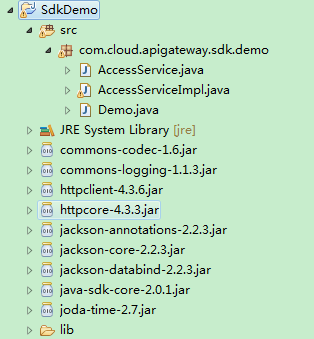 SdkDemo
src
com.cloud.apigateway.sdk.demo
AccessService.java
AccessServiceImpl.java
Demo.java
JRE System Library [jre]
commons-codec-1.6.jar
commons-logging-1.1.3.jar
httpclient-4.3.6.jar
httpcore-4.3.3.jar
jackson-annotations-2.2.3.jar
jackson-core-2.2.3.jar
jackson-databind-2.2.3.jar
java-sdk-core-2.0.1.jar
joda-time-2.7.jar
lib